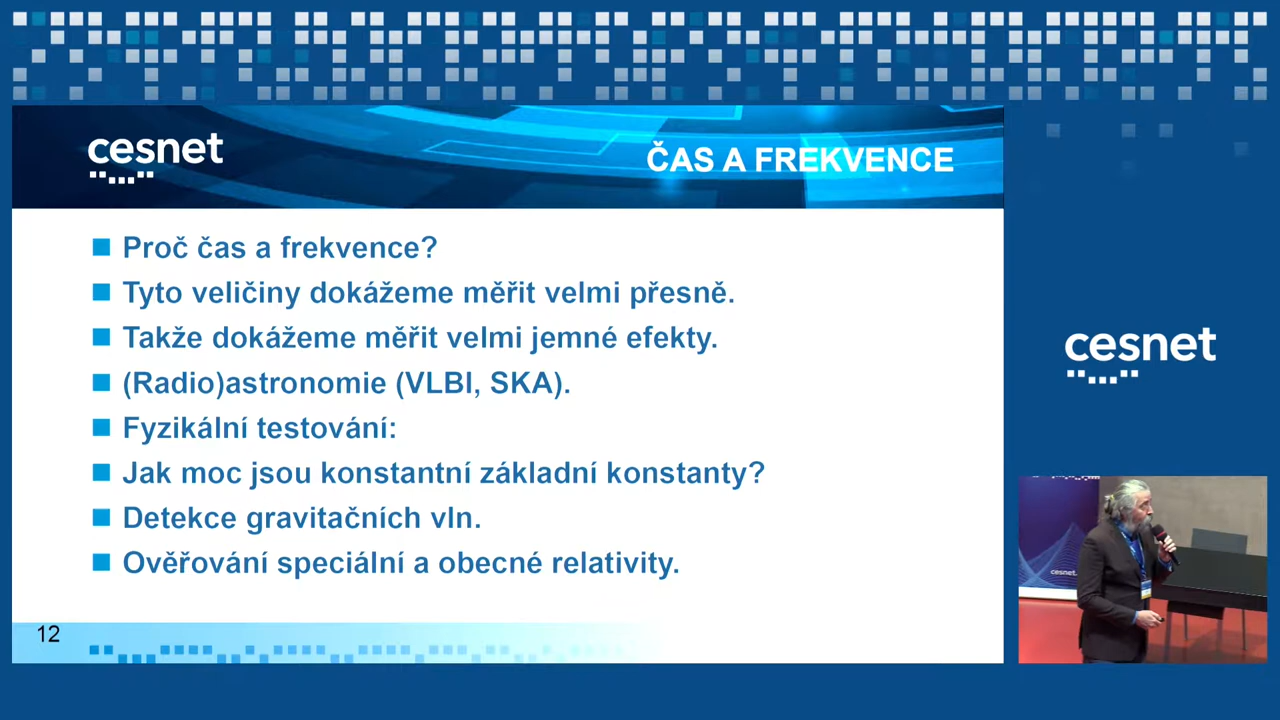 cesnet
ČAS A FREKVENCE
Proč čas a frekvence?
Tyto veličiny dokážeme měřit velmi přesně.
Takže dokážeme měřit velmi jemné efekty.
(Radio)astronomie (VLBI, SKA).
Fyzikální testování:
Jak moc jsou konstantní základní konstanty?
Detekce gravitačních vln.
Ověřování speciální a obecné relativity.
12
cesnet
cesnet